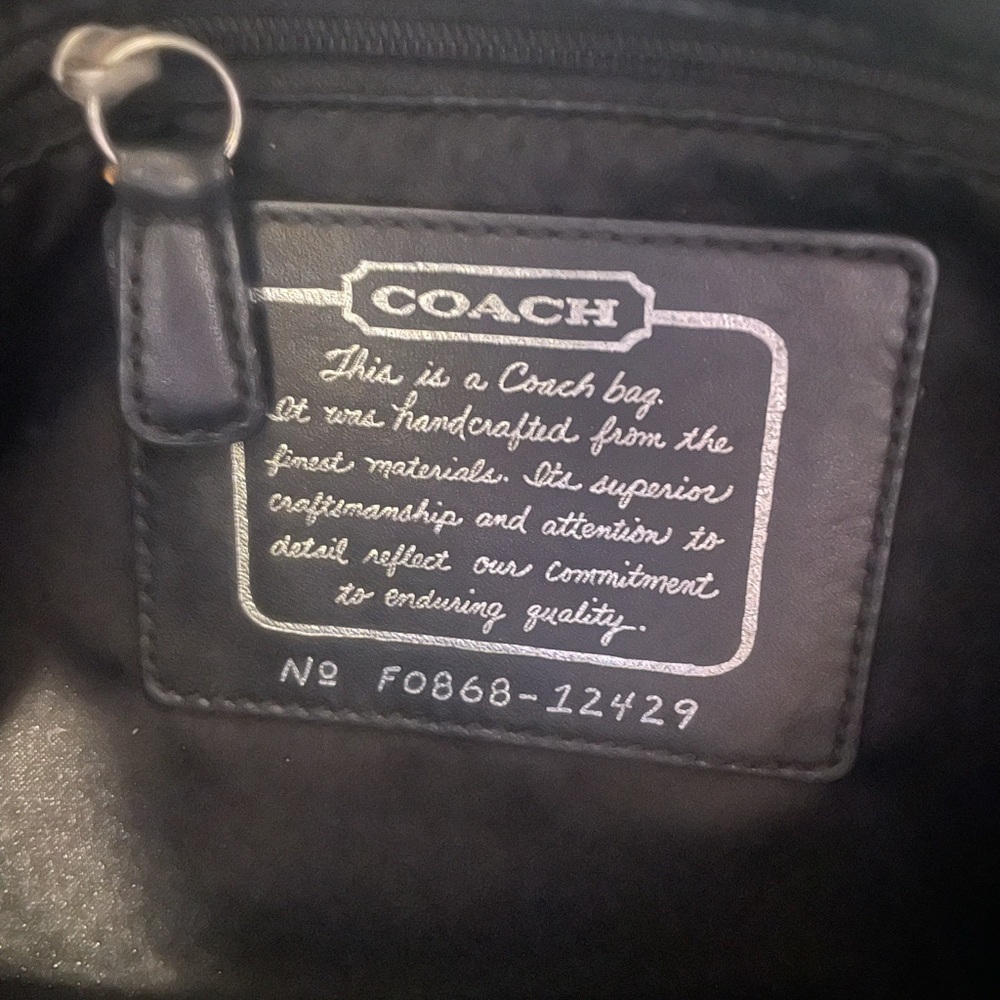 COACH
This is a Coach bag.
It was handcrafted from the
finest materials. Its superior
craftsmanship and attention to
detail reflect our commitment
to enduring quality.
Nº F0868-12429